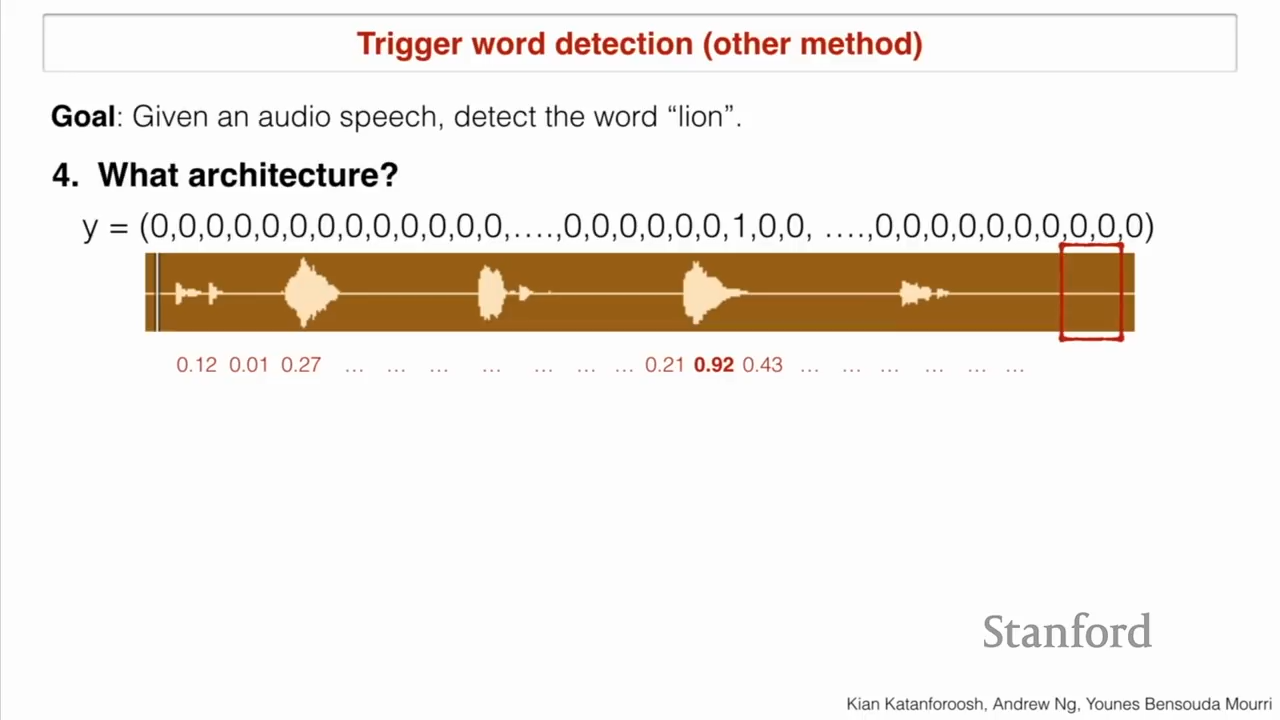 Trigger word detection (other method)
Goal: Given an audio speech, detect the word “lion”.
4. What architecture?
y = (0,0,0,0,0,0,0,0,0,0,0,0,0,....,0,0,0,0,0,0,1,0,0, ....,0,0,0,0,0,0,0,0,0,0)
0.12 0.01 0.27 ... ... ... ... ... ... ... 0.21 0.92 0.43 ... ... ... ... ... ...
Stanford
Kian Katanforoosh, Andrew Ng, Younes Bensouda Mourri